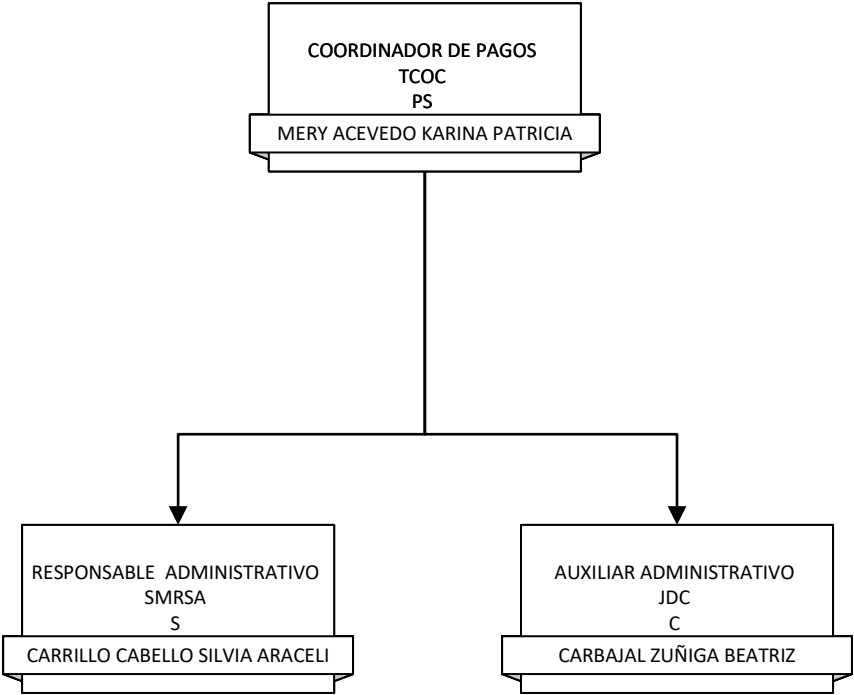 COORDINADOR DE PAGOS
TCOC
PS
MERY ACEVEDO KARINA PATRICIA
RESPONSABLE ADMINISTRATIVO
SMRSA
S
CARRILLO CABELLO SILVIA ARACELI
AUXILIAR ADMINISTRATIVO
JDC
C
CARBAJAL ZUÑIGA BEATRIZ